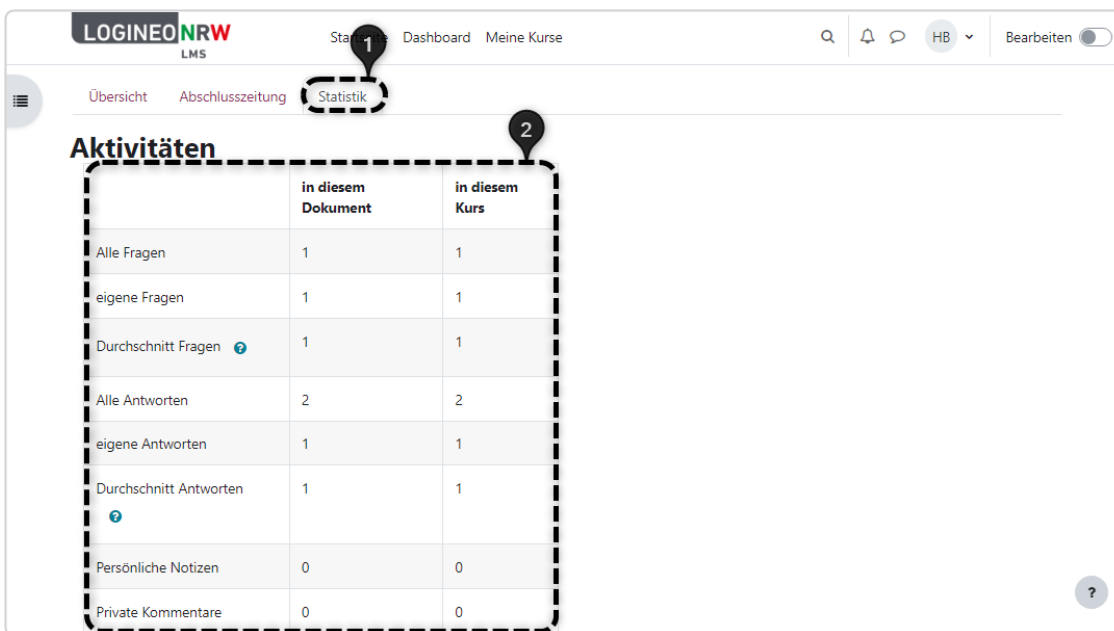 LOGINEO NRW
LMS
Dashboard Meine Kurse
HB
Bearbeiten
1
Übersicht Abschlusszeitung Statistik
2
Aktivitäten
in diesem Dokument in diesem Kurs
Alle Fragen 1 1
eigene Fragen 1 1
Durchschnitt Fragen ? 1 1
Alle Antworten 2 2
eigene Antworten 1 1
Durchschnitt Antworten ? 1 1
Persönliche Notizen 0 0
Private Kommentare 0 0
?